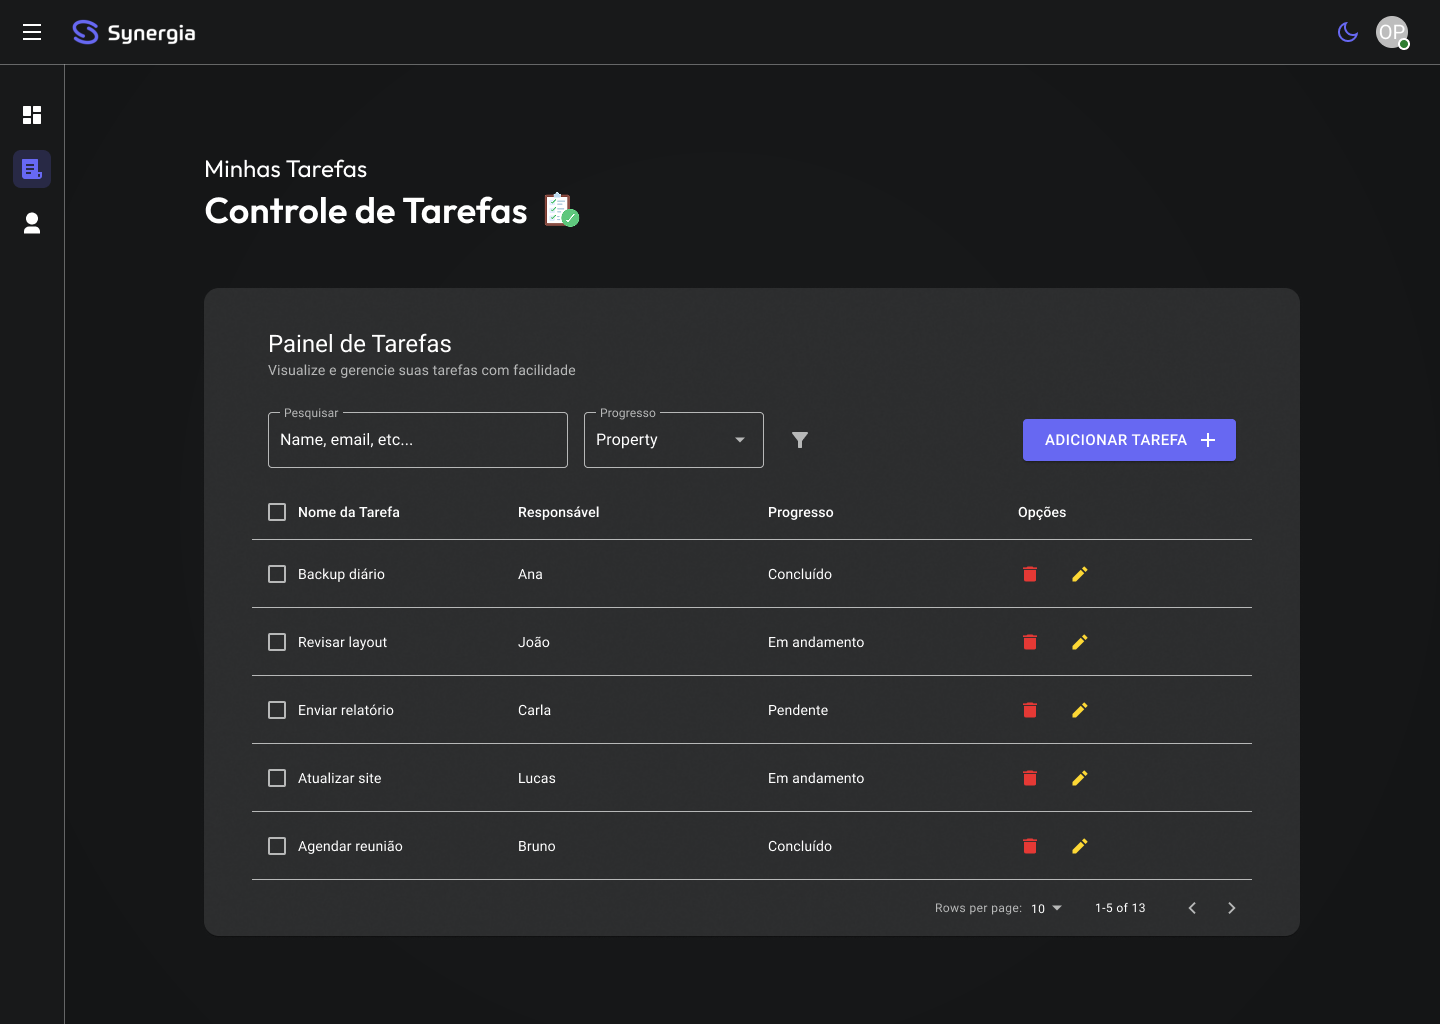 Synergia
OP
Minhas Tarefas
Controle de Tarefas
Painel de Tarefas
Visualize e gerencie suas tarefas com facilidade
Pesquisar
Name, email, etc...
Progresso
Property
ADICIONAR TAREFA
Nome da Tarefa Responsável Progresso Opções
Backup diário Ana Concluído
Revisar layout João Em andamento
Enviar relatório Carla Pendente
Atualizar site Lucas Em andamento
Agendar reunião Bruno Concluído
Rows per page: 10 1-5 of 13